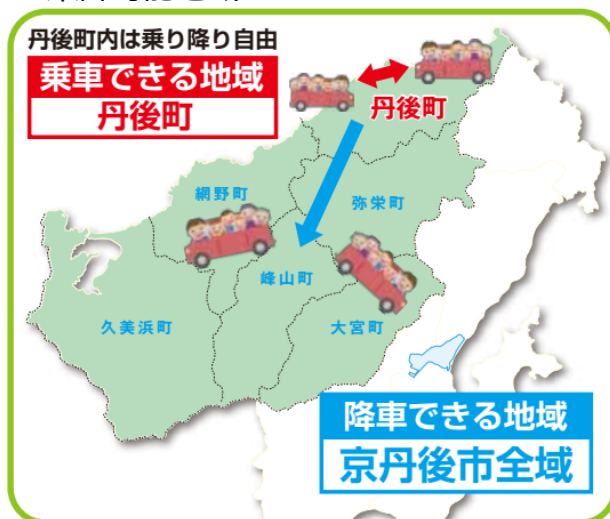 丹後町内は乗り降り自由
乗車できる地域
丹後町
丹後町
網野町
弥栄町
峰山町
久美浜町
大宮町
降車できる地域
京丹後市全域